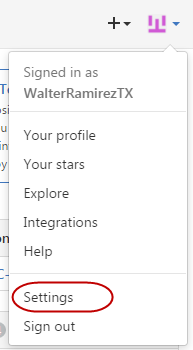 Signed in as
WalterRamirezTX
Your profile
Your stars
Explore
Integrations
Help
Settings
Sign out